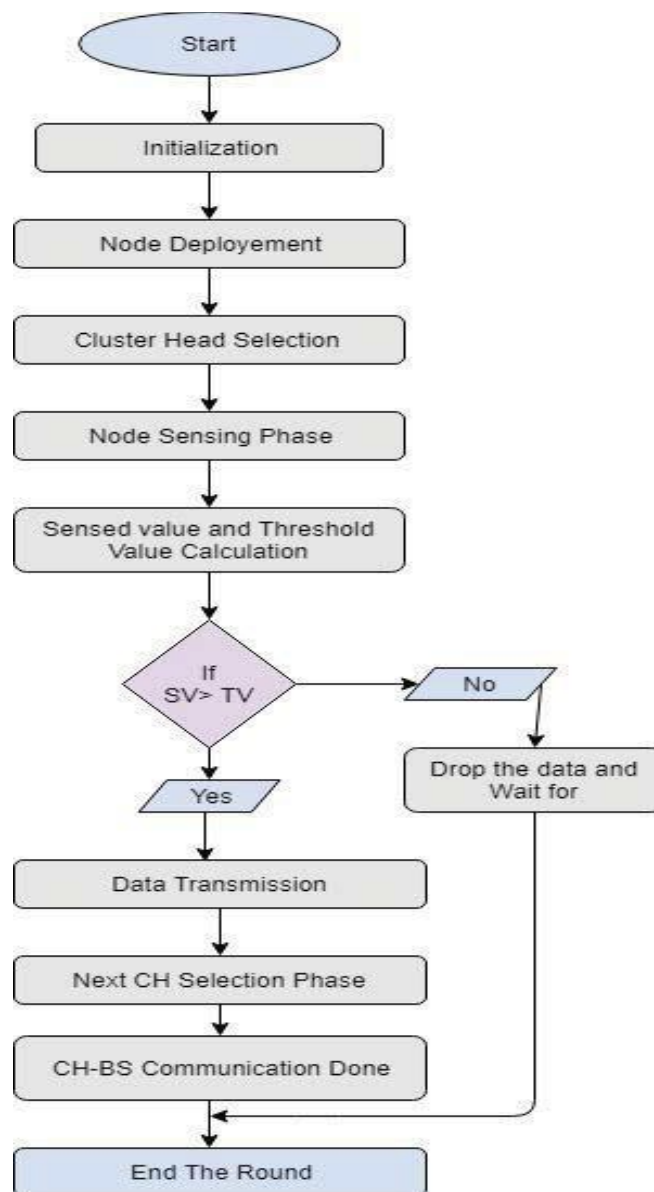 Start
Initialization
Node Deployement
Cluster Head Selection
Node Sensing Phase
Sensed value and Threshold
Value Calculation
If
SV> TV
No
Yes
Drop the data and
Wait for
Data Transmission
Next CH Selection Phase
CH-BS Communication Done
End The Round